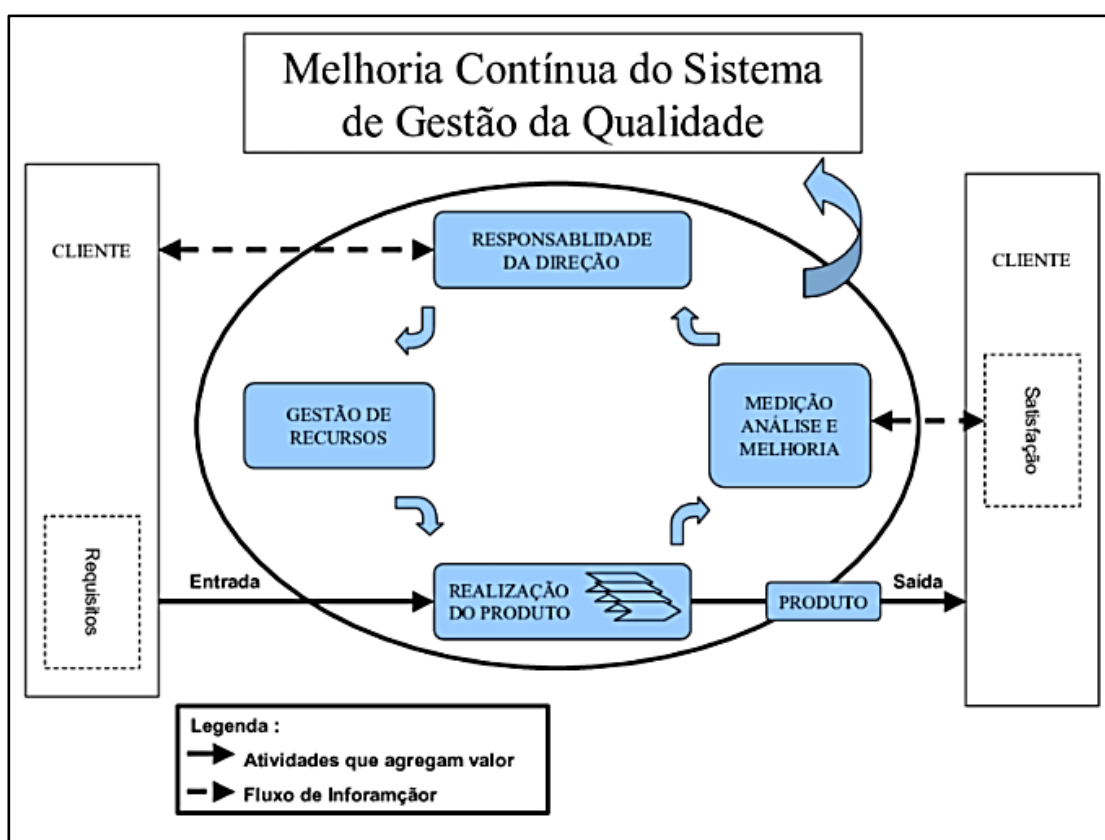 Melhoria Contínua do Sistema
de Gestão da Qualidade
CLIENTE
RESPONSABLIDADE
DA DIREÇÃO
CLIENTE
GESTÃO DE
RECURSOS
MEDIÇÃO
ANÁLISE E
MELHORIA
Satisfação
Requisitos
Entrada
REALIZAÇÃO
DO PRODUTO
PRODUTO
Saída
Legenda :
Atividades que agregam valor
Fluxo de Inforamçãor